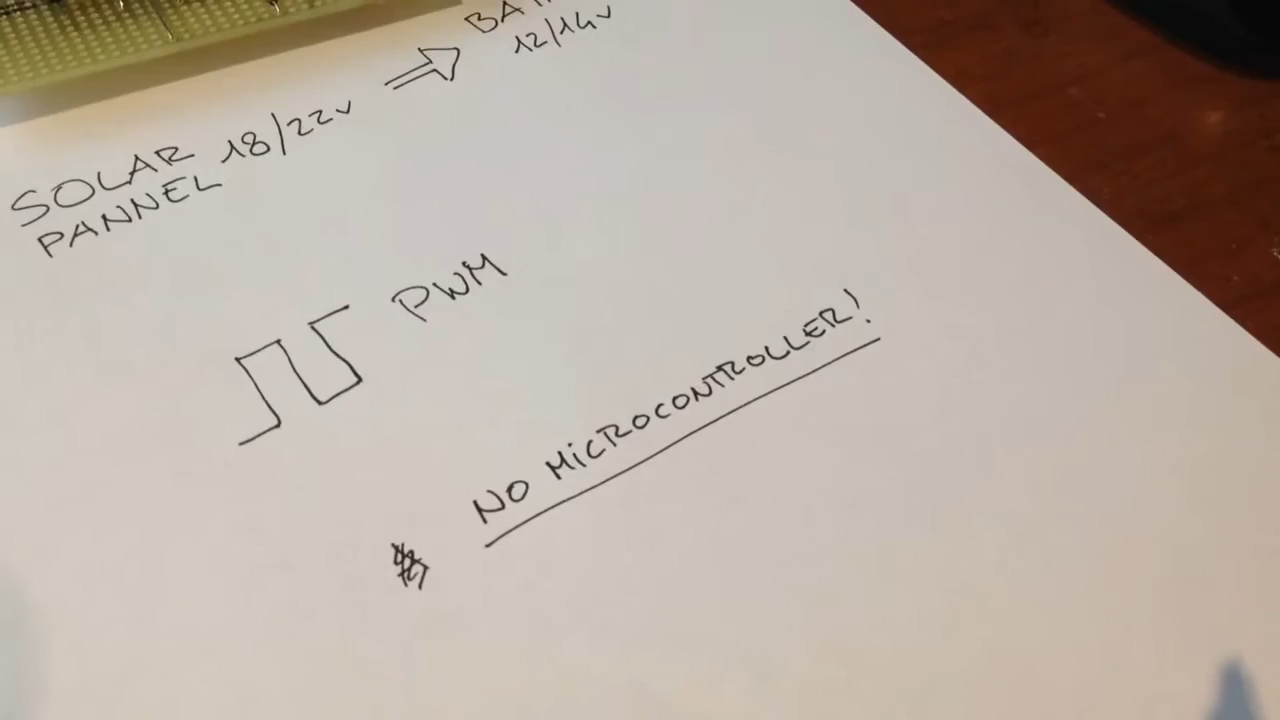 SOLAR 18/22v
PANNEL
12/14v
PWM
NO MiCROCONTROLLER!